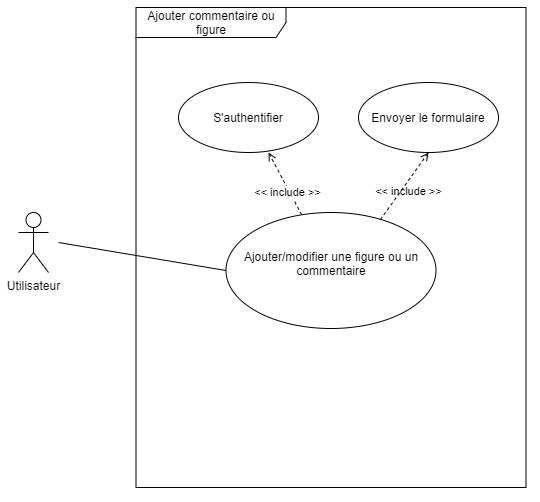 Ajouter commentaire ou
figure
S'authentifier
Envoyer le formulaire
<< include >>
<< include >>
Ajouter/modifier une figure ou un
commentaire
Utilisateur